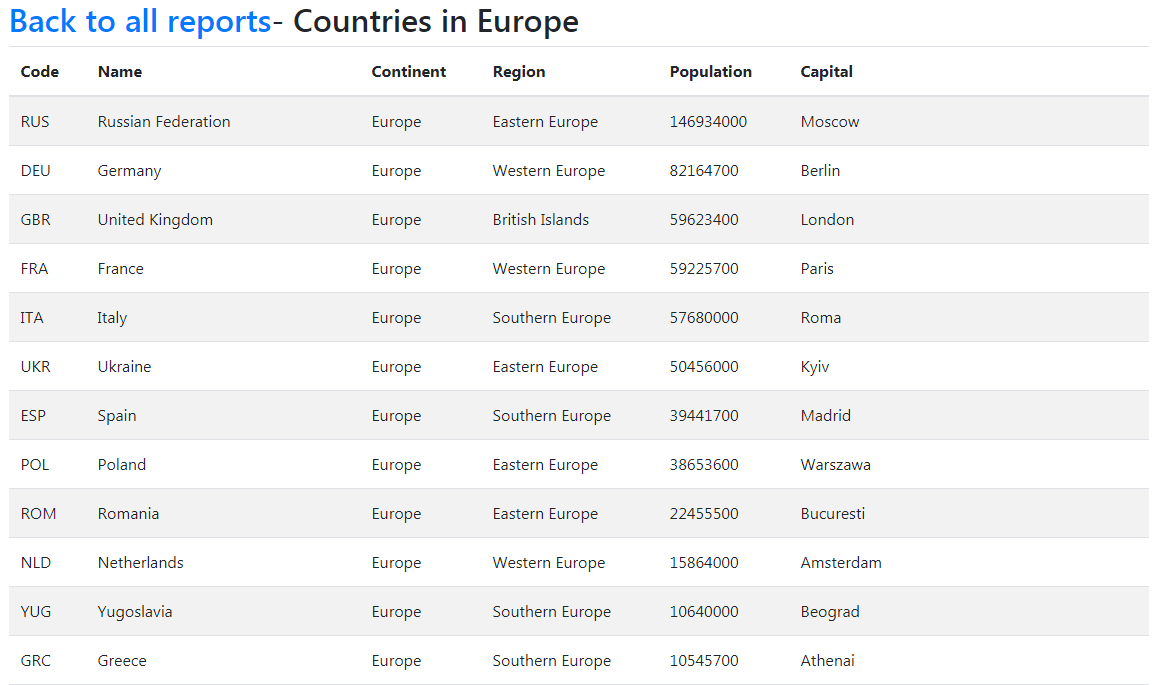 Back to all reports- Countries in Europe
Code Name Continent Region Population Capital
RUS Russian Federation Europe Eastern Europe 146934000 Moscow
DEU Germany Europe Western Europe 82164700 Berlin
GBR United Kingdom Europe British Islands 59623400 London
FRA France Europe Western Europe 59225700 Paris
ITA Italy Europe Southern Europe 57680000 Roma
UKR Ukraine Europe Eastern Europe 50456000 Kyiv
ESP Spain Europe Southern Europe 39441700 Madrid
POL Poland Europe Eastern Europe 38653600 Warszawa
ROM Romania Europe Eastern Europe 22455500 Bucuresti
NLD Netherlands Europe Western Europe 15864000 Amsterdam
YUG Yugoslavia Europe Southern Europe 10640000 Beograd
GRC Greece Europe Southern Europe 10545700 Athenai